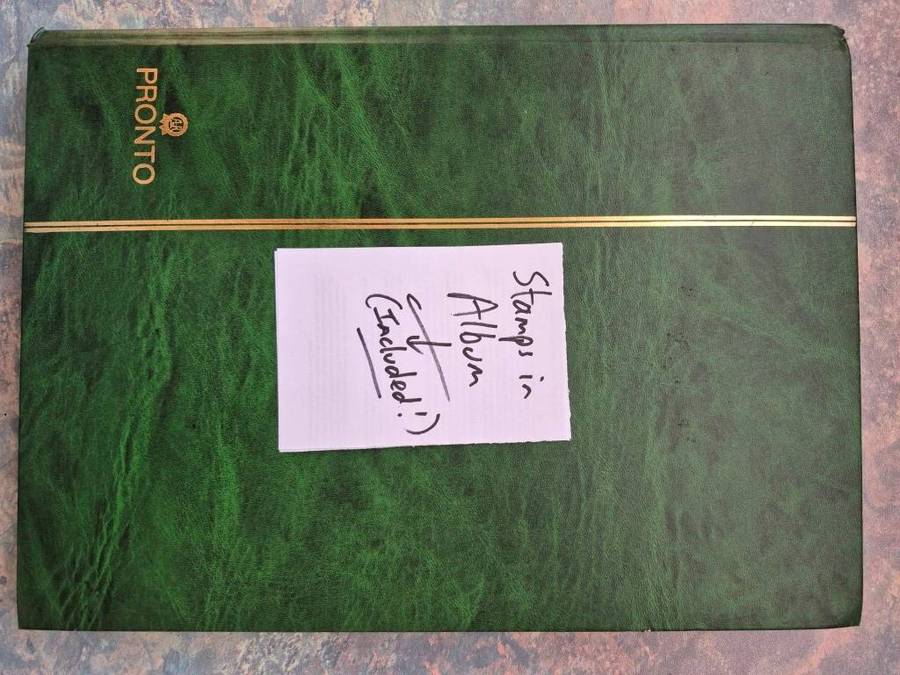 PRONTO
Stamps in
Album
(Included!)